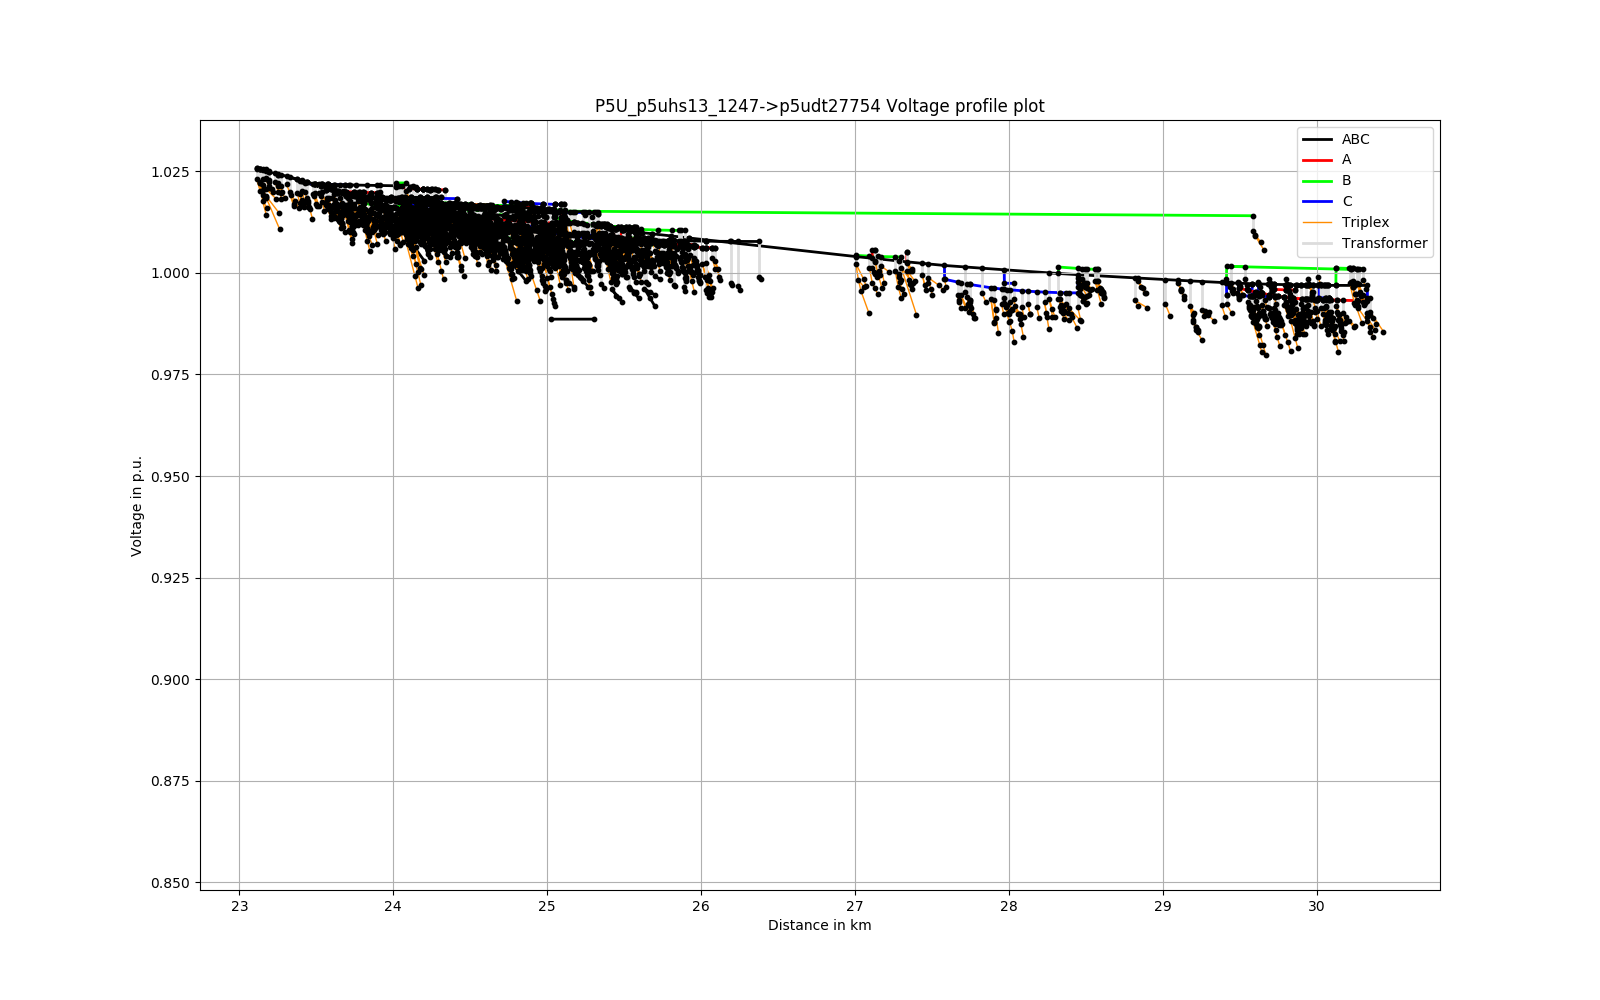 P5U_p5uhs13_1247->p5udt27754 Voltage profile plot
ABC
A
B
C
Triplex
Transformer
1.025
1.000
0.975
0.950
0.925
0.900
0.875
0.850
Voltage in p.u.
23 24 25 26 27 28 29 30
Distance in km